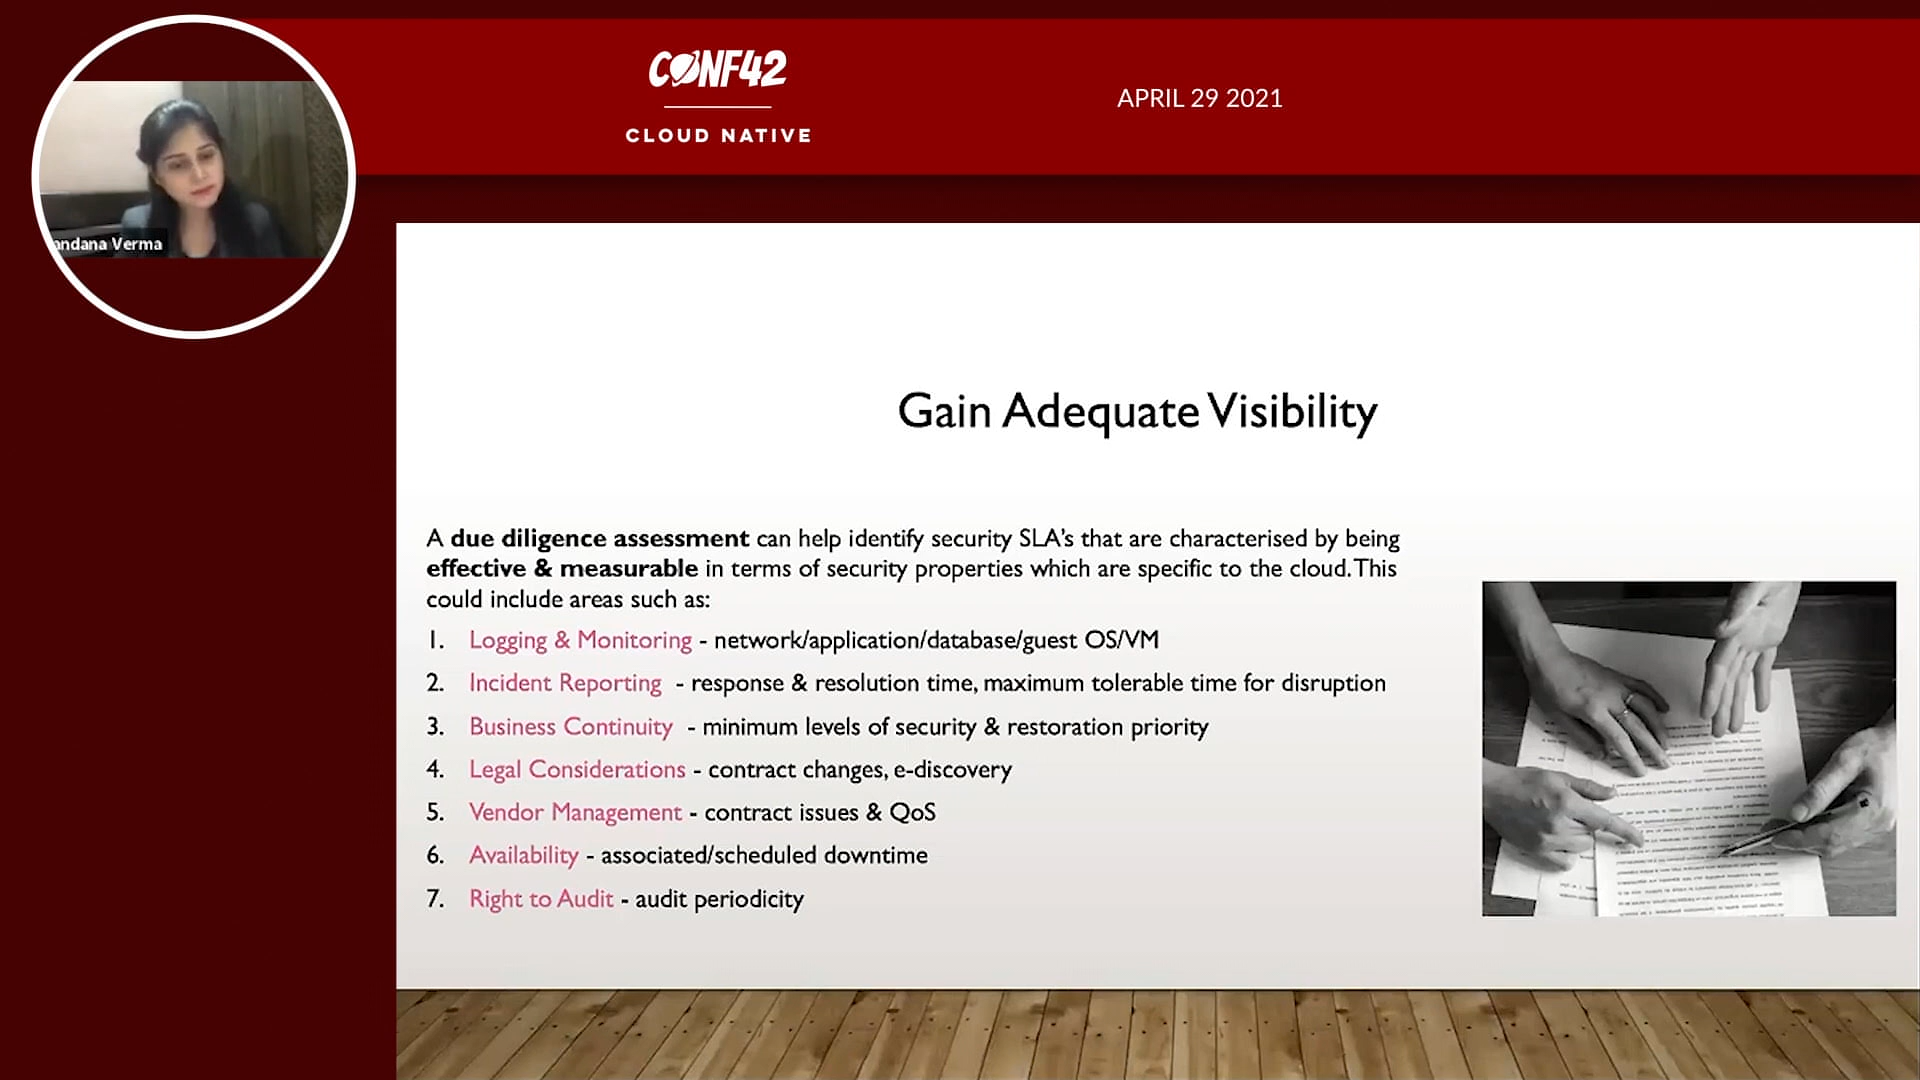 CONF42
CLOUD NATIVE
APRIL 29 2021
andana Verma
Gain Adequate Visibility
A due diligence assessment can help identify security SLA's that are characterised by being
effective & measurable in terms of security properties which are specific to the cloud. This
could include areas such as:
1. Logging & Monitoring - network/application/database/guest OS/VM
2. Incident Reporting - response & resolution time, maximum tolerable time for disruption
3. Business Continuity - minimum levels of security & restoration priority
4. Legal Considerations - contract changes, e-discovery
5. Vendor Management - contract issues & QoS
6. Availability - associated/scheduled downtime
7. Right to Audit - audit periodicity